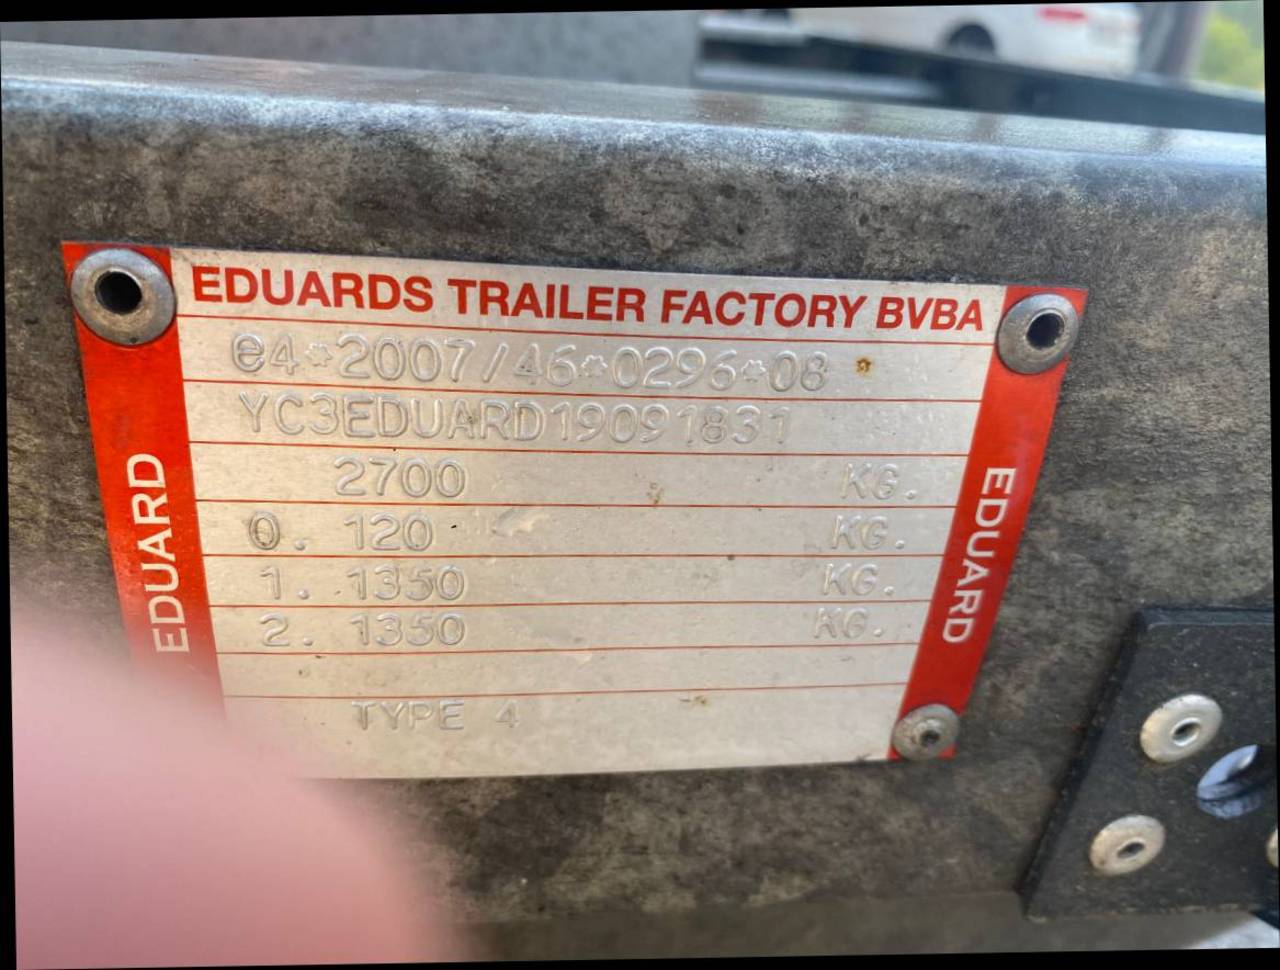 EDUARDS TRAILER FACTORY BVBA
e4*2007/46*0296*08
YC3EDUARD19091831
2700 KG.
0. 120 KG.
1. 1350 KG.
2. 1350 KG.
TYPE 4
EDUARD
EDUARD